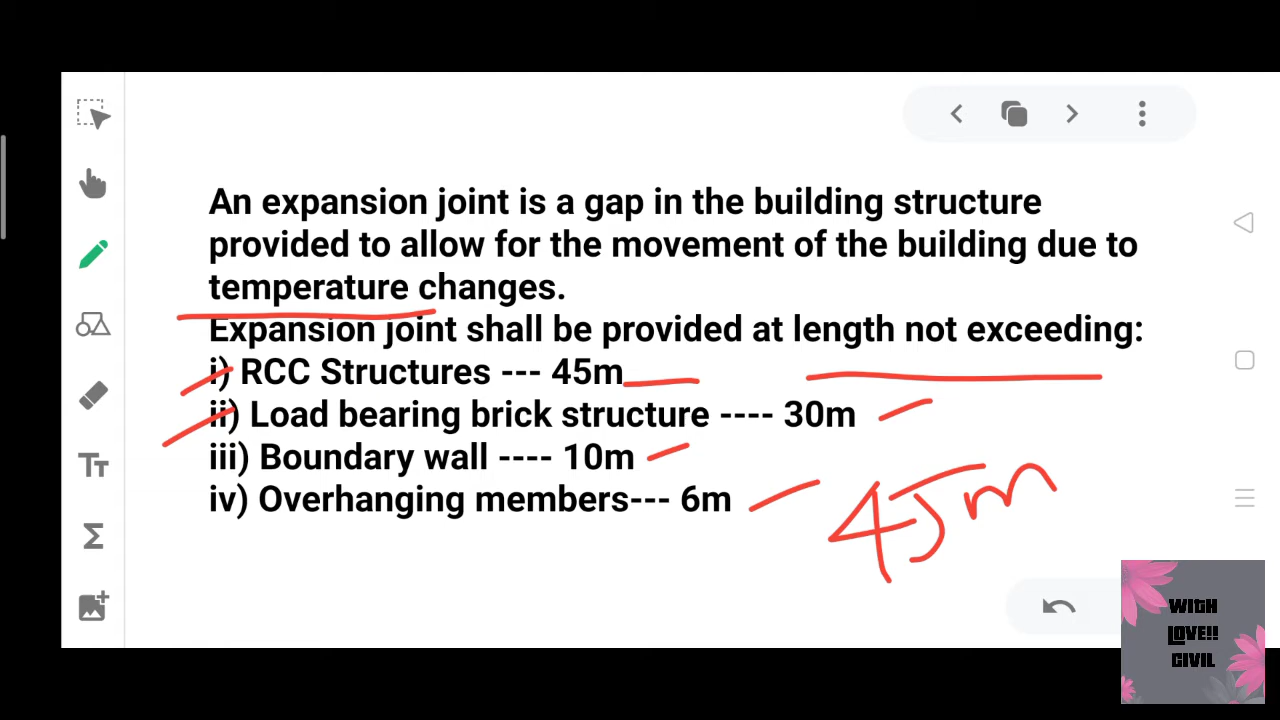 An expansion joint is a gap in the building structure
provided to allow for the movement of the building due to
temperature changes.
Expansion joint shall be provided at length not exceeding:
i) RCC Structures --- 45m
ii) Load bearing brick structure ---- 30m
iii) Boundary wall ---- 10m
iv) Overhanging members--- 6m
45m
TT
Σ
WITH
LOVE!!
CIVIL